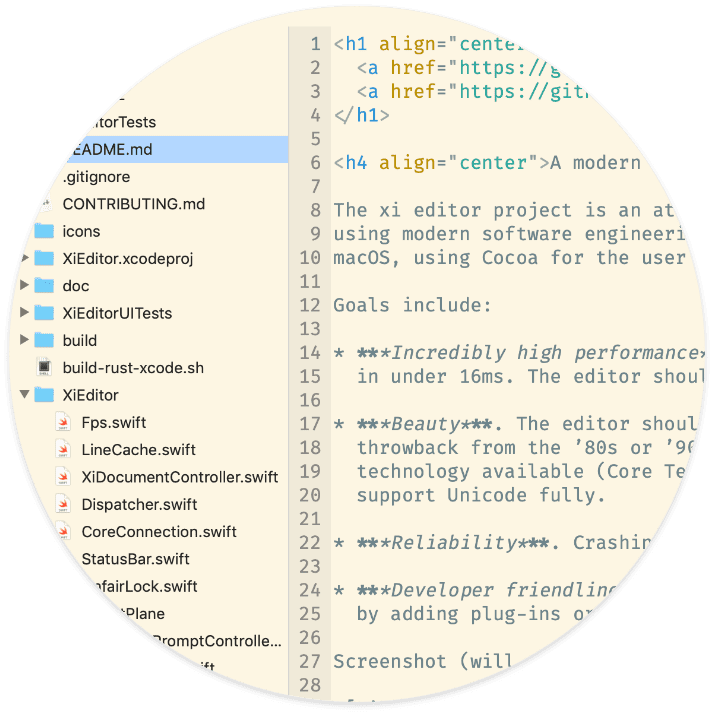 itorTests
EADME.md
.gitignore
CONTRIBUTING.md
icons
XiEditor.xcodeproj
doc
XiEditorUITests
build
build-rust-xcode.sh
XiEditor
Fps.swift
LineCache.swift
XiDocumentController.swift
Dispatcher.swift
CoreConnection.swift
StatusBar.swift
nfairLock.swift
tPlane
PromptControlle...
ift
1 <h1 align="center
2 <a href="https://g
3 <a href="https://git
4 </h1>
5
6 <h4 align="center">A modern
7
8 The xi editor project is an at
9 using modern software engineeri
10 macOS, using Cocoa for the user
11
12 Goals include:
13
14 * ***Incredibly high performance*
15 in under 16ms. The editor shoul
16
17 * ***Beauty***. The editor shoul
18 throwback from the ’80s or ’90
19 technology available (Core Te
20 support Unicode fully.
21
22 * ***Reliability***. Crashin
23
24 * ***Developer friendline
25 by adding plug-ins or
26
27 Screenshot (will
28